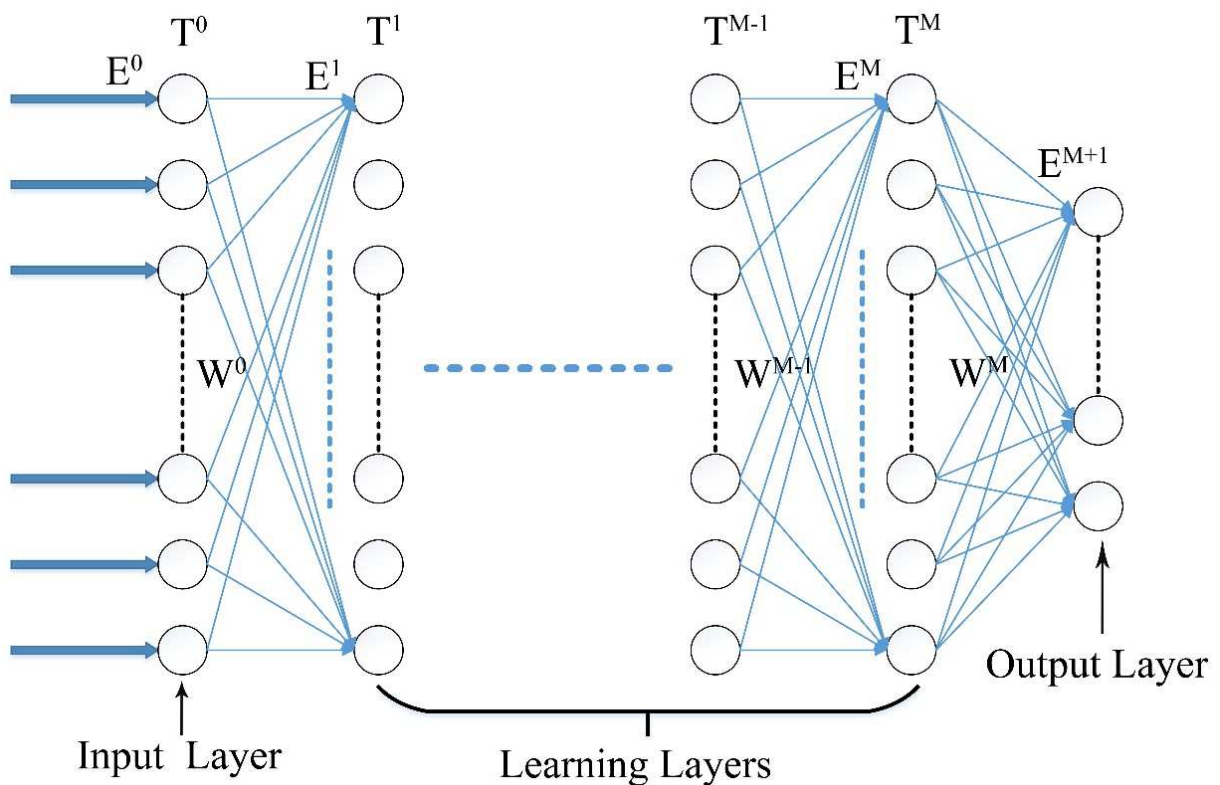 T⁰ T¹ Tᴹ⁻¹ Tᴹ
E⁰ E¹ Eᴹ
Eᴹ⁺¹
W⁰ Wᴹ⁻¹ Wᴹ
Output Layer
Input Layer Learning Layers